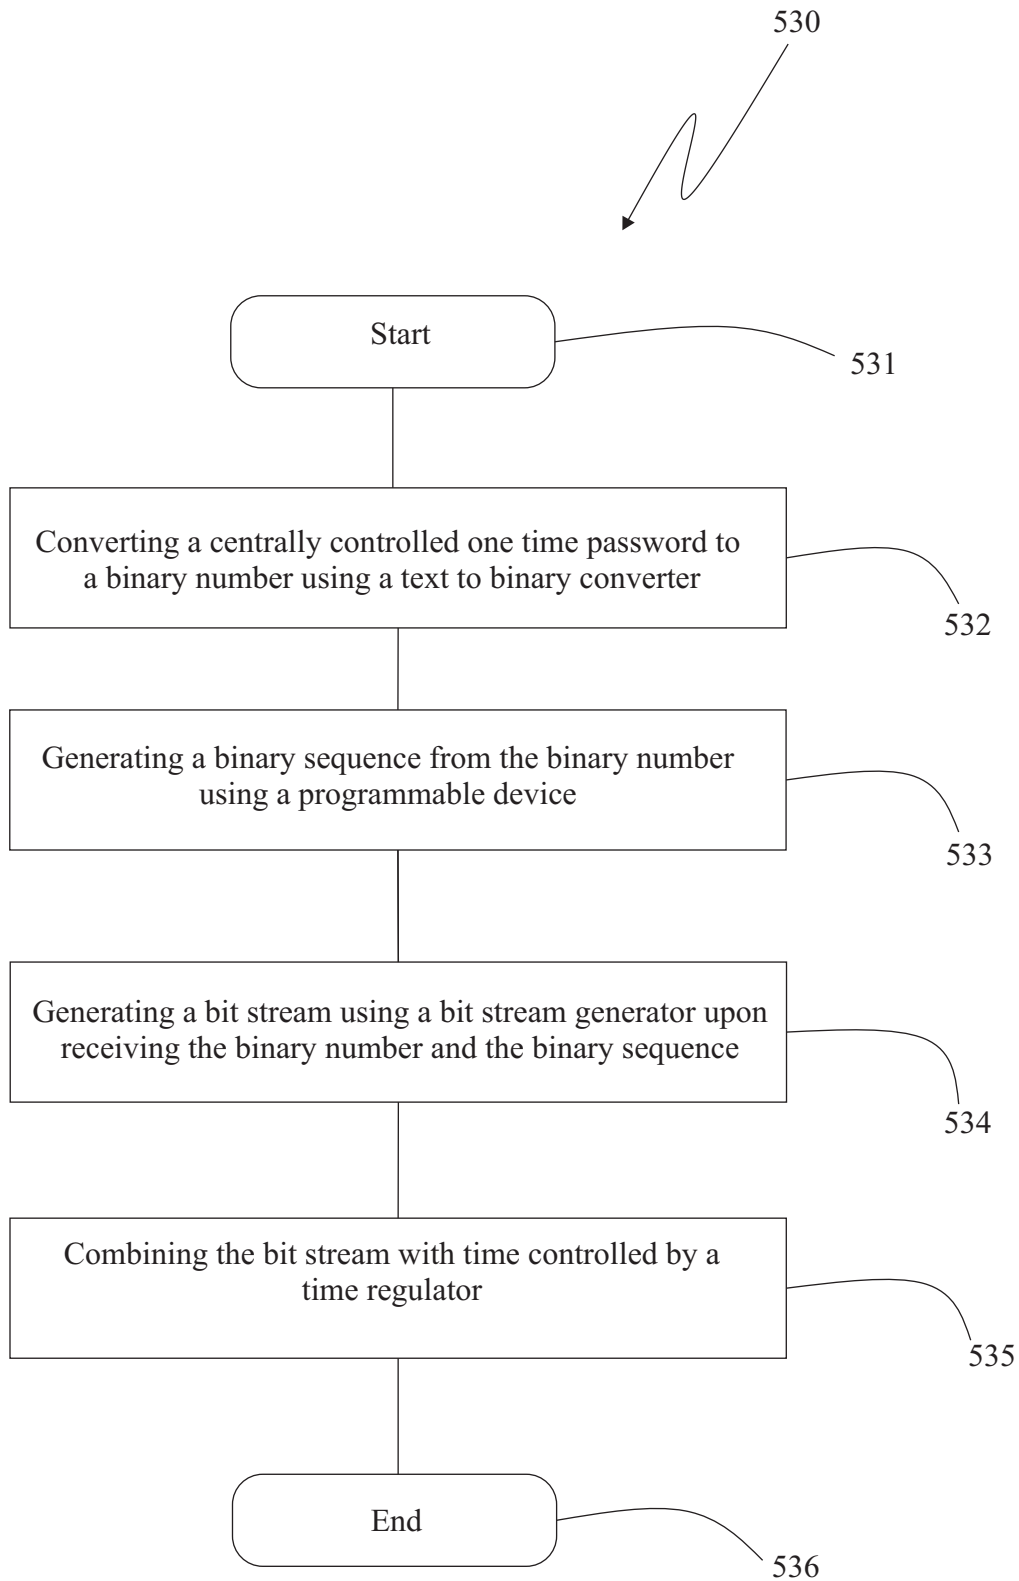 530
Start
531
Converting a centrally controlled one time password to
a binary number using a text to binary converter
532
Generating a binary sequence from the binary number
using a programmable device
533
Generating a bit stream using a bit stream generator upon
receiving the binary number and the binary sequence
534
Combining the bit stream with time controlled by a
time regulator
535
End
536